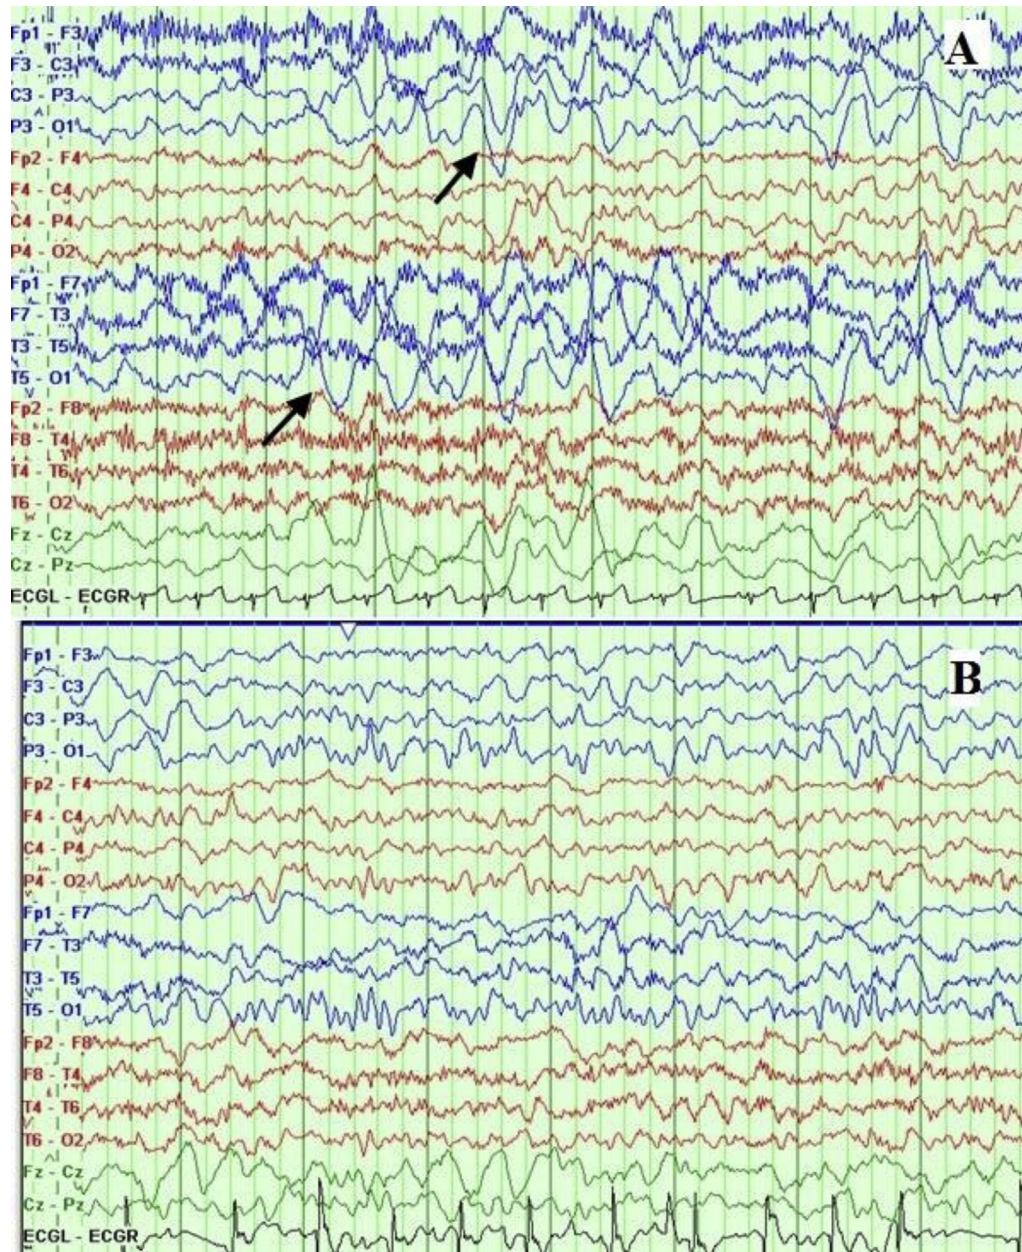 A
Fp1 - F3
F3 - C3
C3 - P3
P3 - O1
Fp2 - F4
F4 - C4
C4 - P4
P4 - O2
Fp1 - F7
F7 - T3
T3 - T5
T5 - O1
Fp2 - F8
F8 - T4
T4 - T6
T6 - O2
Fz - Cz
Cz - Pz
ECGL - ECGR
B
Fp1 - F3
F3 - C3
C3 - P3
P3 - O1
Fp2 - F4
F4 - C4
C4 - P4
P4 - O2
Fp1 - F7
F7 - T3
T3 - T5
T5 - O1
Fp2 - F8
F8 - T4
T4 - T6
T6 - O2
Fz - Cz
Cz - Pz
ECGL - ECGR